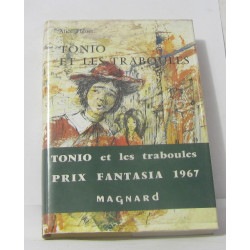 TONIO
ET LES TRABOULES
TONIO et les traboules
PRIX FANTASIA 1967
MAGNARd